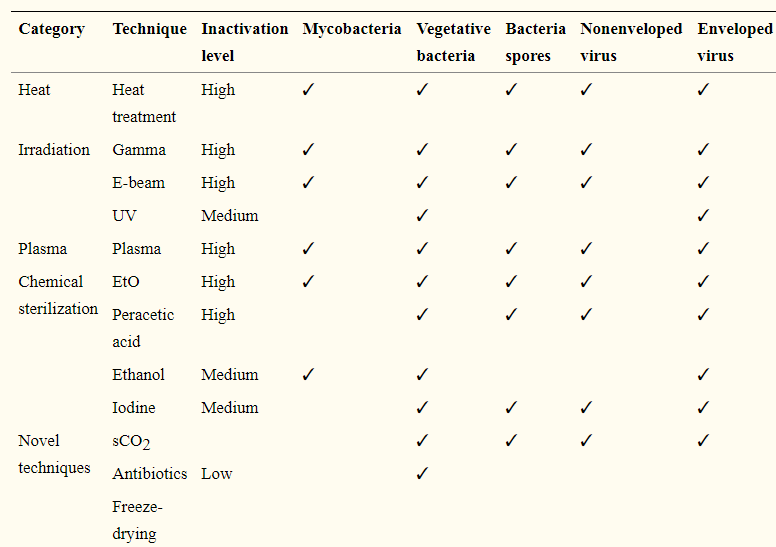 Category Technique Inactivation level Mycobacteria Vegetative bacteria Bacteria spores Nonenveloped virus Enveloped virus
Heat Heat treatment High ✓ ✓ ✓ ✓ ✓
Irradiation Gamma High ✓ ✓ ✓ ✓ ✓
E-beam High ✓ ✓ ✓ ✓ ✓
UV Medium ✓ ✓
Plasma Plasma High ✓ ✓ ✓ ✓ ✓
Chemical sterilization EtO High ✓ ✓ ✓ ✓ ✓
Peracetic acid High ✓ ✓ ✓ ✓
Ethanol Medium ✓ ✓ ✓
Iodine Medium ✓ ✓ ✓ ✓
Novel techniques sCO2 ✓ ✓ ✓ ✓
Antibiotics Low ✓
Freeze-drying